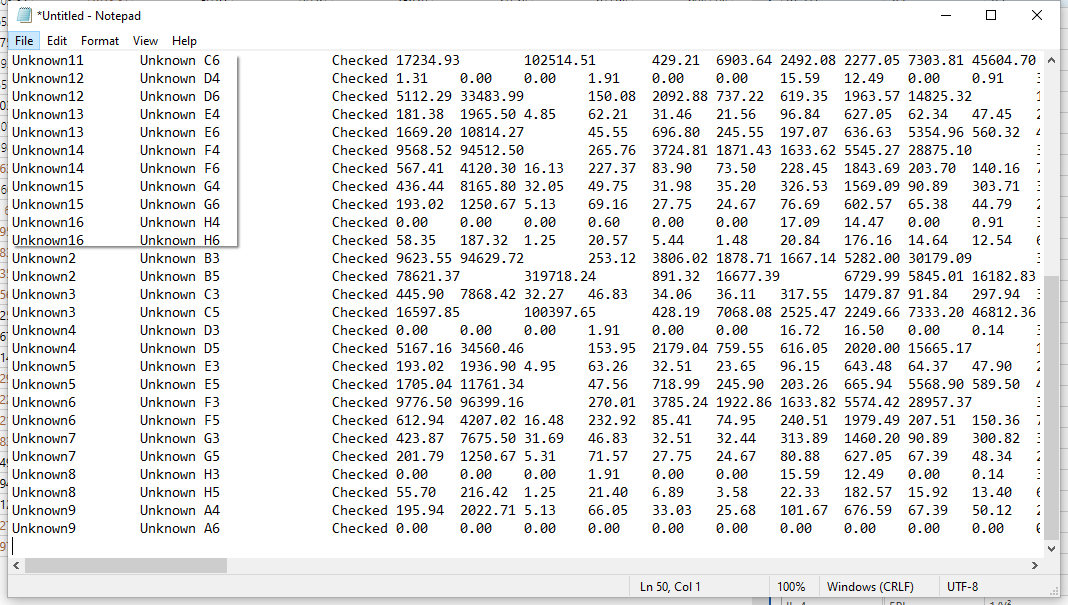 *Untitled - Notepad
File Edit Format View Help
Unknown11 Unknown C6 Checked 17234.93 102514.51 429.21 6903.64 2492.08 2277.05 7303.81 45604.70
Unknown12 Unknown D4 Checked 1.31 0.00 0.00 1.91 0.00 0.00 15.59 12.49 0.00 0.91
Unknown12 Unknown D6 Checked 5112.29 33483.99 150.08 2092.88 737.22 619.35 1963.57 14825.32
Unknown13 Unknown E4 Checked 181.38 1965.50 4.85 62.21 31.46 21.56 96.84 627.05 62.34 47.45
Unknown13 Unknown E6 Checked 1669.20 10814.27 45.55 696.80 245.55 197.07 636.63 5354.96 560.32
Unknown14 Unknown F4 Checked 9568.52 94512.50 265.76 3724.81 1871.43 1633.62 5545.27 28875.10
Unknown14 Unknown F6 Checked 567.41 4120.30 16.13 227.37 83.90 73.50 228.45 1843.69 203.70 140.16
Unknown15 Unknown G4 Checked 436.44 8165.80 32.05 49.75 31.98 35.20 326.53 1569.09 90.89 303.71
Unknown15 Unknown G6 Checked 193.02 1250.67 5.13 69.16 27.75 24.67 76.69 602.57 65.38 44.79
Unknown16 Unknown H4 Checked 0.00 0.00 0.00 0.60 0.00 0.00 17.09 14.47 0.00 0.91
Unknown16 Unknown H6 Checked 58.35 187.32 1.25 20.57 5.44 1.48 20.84 176.16 14.64 12.54
Unknown2 Unknown B3 Checked 9623.55 94629.72 253.12 3806.02 1878.71 1667.14 5282.00 30179.09
Unknown2 Unknown B5 Checked 78621.37 319718.24 891.32 16677.39 6729.99 5845.01 16182.83
Unknown3 Unknown C3 Checked 445.90 7868.42 32.27 46.83 34.06 36.11 317.55 1479.87 91.84 297.94
Unknown3 Unknown C5 Checked 16597.85 100397.65 428.19 7068.08 2525.47 2249.66 7333.20 46812.36
Unknown4 Unknown D3 Checked 0.00 0.00 0.00 1.91 0.00 0.00 16.72 16.50 0.00 0.14
Unknown4 Unknown D5 Checked 5167.16 34560.46 153.95 2179.04 759.55 616.05 2020.00 15665.17
Unknown5 Unknown E3 Checked 193.02 1936.90 4.95 63.26 32.51 23.65 96.15 643.48 64.37 47.90
Unknown5 Unknown E5 Checked 1705.04 11761.34 47.56 718.99 245.90 203.26 665.94 5568.90 589.50
Unknown6 Unknown F3 Checked 9776.50 96399.16 270.01 3785.24 1922.86 1633.82 5574.42 28957.37
Unknown6 Unknown F5 Checked 612.94 4207.02 16.48 232.92 85.41 74.95 240.51 1979.49 207.51 150.36
Unknown7 Unknown G3 Checked 423.87 7675.50 31.69 46.83 32.51 32.44 313.89 1460.20 90.89 300.82
Unknown7 Unknown G5 Checked 201.79 1250.67 5.31 71.57 27.75 24.67 80.88 627.05 67.39 48.34
Unknown8 Unknown H3 Checked 0.00 0.00 0.00 1.91 0.00 0.00 15.59 12.49 0.00 0.14
Unknown8 Unknown H5 Checked 55.70 216.42 1.25 21.40 6.89 3.58 22.33 182.57 15.92 13.40
Unknown9 Unknown A4 Checked 195.94 2022.71 5.13 66.05 33.03 25.68 101.67 676.59 67.39 50.12
Unknown9 Unknown A6 Checked 0.00 0.00 0.00 0.00 0.00 0.00 0.00 0.00 0.00 0.00
Ln 50, Col 1 100% Windows (CRLF) UTF-8